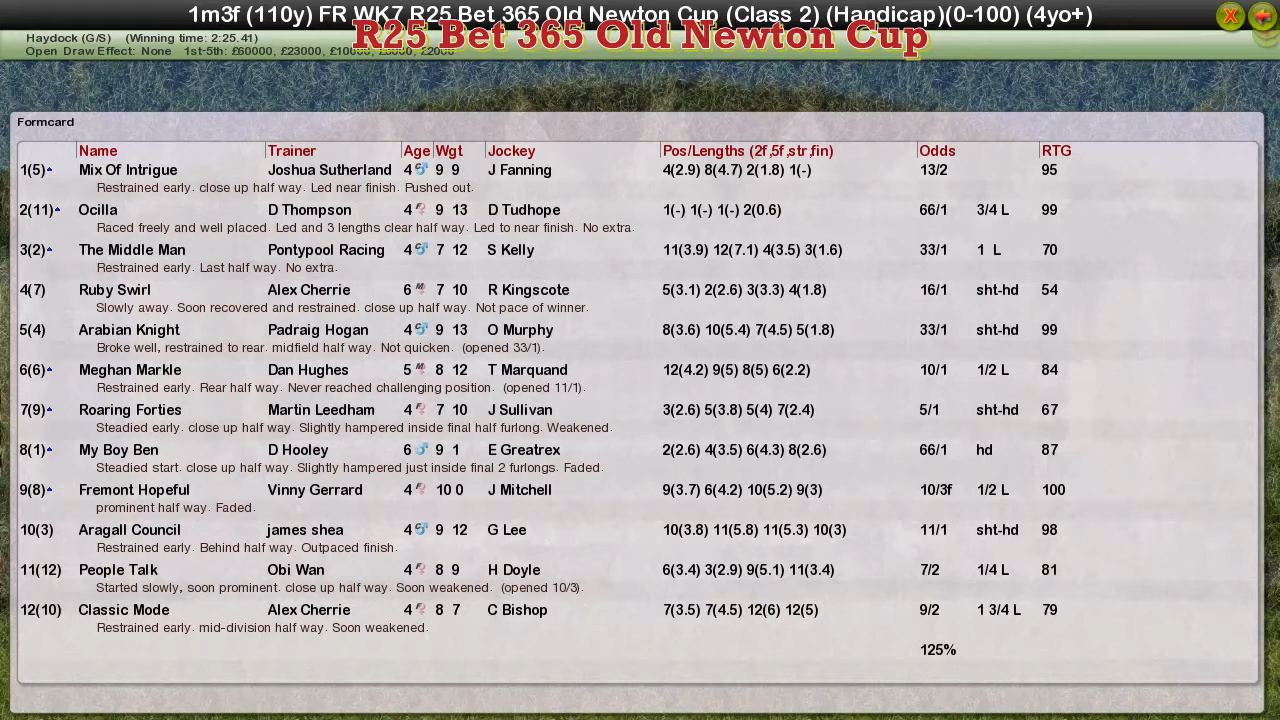 1m3f (110y) FR WK7 R25 Bet 365 Old Newton Cup (Class 2) (Handicap)(0-100) (4yo+)
R25 Bet 365 Old Newton Cup
Haydock (G/S) (Winning time: 2:25.41)
Open Draw Effect: None 1st-5th: £60000, £23000, £10000, £5000, £2000
Formcard
Name Trainer Age Wgt Jockey Pos/Lengths (2f,5f,str,fin) Odds RTG
1(5) Mix Of Intrigue Joshua Sutherland 4 9 9 J Fanning 4(2.9) 8(4.7) 2(1.8) 1(-) 13/2 95
Restrained early. close up half way. Led near finish. Pushed out.
2(11) Ocilla D Thompson 4 9 13 D Tudhope 1(-) 1(-) 1(-) 2(0.6) 66/1 3/4 L 99
Raced freely and well placed. Led and 3 lengths clear half way. Led to near finish. No extra.
3(2) The Middle Man Pontypool Racing 4 7 12 S Kelly 11(3.9) 12(7.1) 4(3.5) 3(1.6) 33/1 1 L 70
Restrained early. Last half way. No extra.
4(7) Ruby Swirl Alex Cherrie 6 7 10 R Kingscote 5(3.1) 2(2.6) 3(3.3) 4(1.8) 16/1 sht-hd 54
Slowly away. Soon recovered and restrained. close up half way. Not pace of winner.
5(4) Arabian Knight Padraig Hogan 4 9 13 O Murphy 8(3.6) 10(5.4) 7(4.5) 5(1.8) 33/1 sht-hd 99
Broke well, restrained to rear. midfield half way. Not quicken. (opened 33/1).
6(6) Meghan Markle Dan Hughes 5 8 12 T Marquand 12(4.2) 9(5) 8(5) 6(2.2) 10/1 1/2 L 84
Restrained early. Rear half way. Never reached challenging position. (opened 11/1).
7(9) Roaring Forties Martin Leedham 4 7 10 J Sullivan 3(2.6) 5(3.8) 5(4) 7(2.4) 5/1 sht-hd 67
Steadied early. close up half way. Slightly hampered inside final half furlong. Weakened.
8(1) My Boy Ben D Hooley 6 9 1 E Greatrex 2(2.6) 4(3.5) 6(4.3) 8(2.6) 66/1 hd 87
Steadied start. close up half way. Slightly hampered just inside final 2 furlongs. Faded.
9(8) Fremont Hopeful Vinny Gerrard 4 10 0 J Mitchell 9(3.7) 6(4.2) 10(5.2) 9(3) 10/3f 1/2 L 100
prominent half way. Faded.
10(3) Aragall Council james shea 4 9 12 G Lee 10(3.8) 11(5.8) 11(5.3) 10(3) 11/1 sht-hd 98
Restrained early. Behind half way. Outpaced finish.
11(12) People Talk Obi Wan 4 8 9 H Doyle 6(3.4) 3(2.9) 9(5.1) 11(3.4) 7/2 1/4 L 81
Started slowly, soon prominent. close up half way. Soon weakened. (opened 10/3).
12(10) Classic Mode Alex Cherrie 4 8 7 C Bishop 7(3.5) 7(4.5) 12(6) 12(5) 9/2 1 3/4 L 79
Restrained early. mid-division half way. Soon weakened.
125%